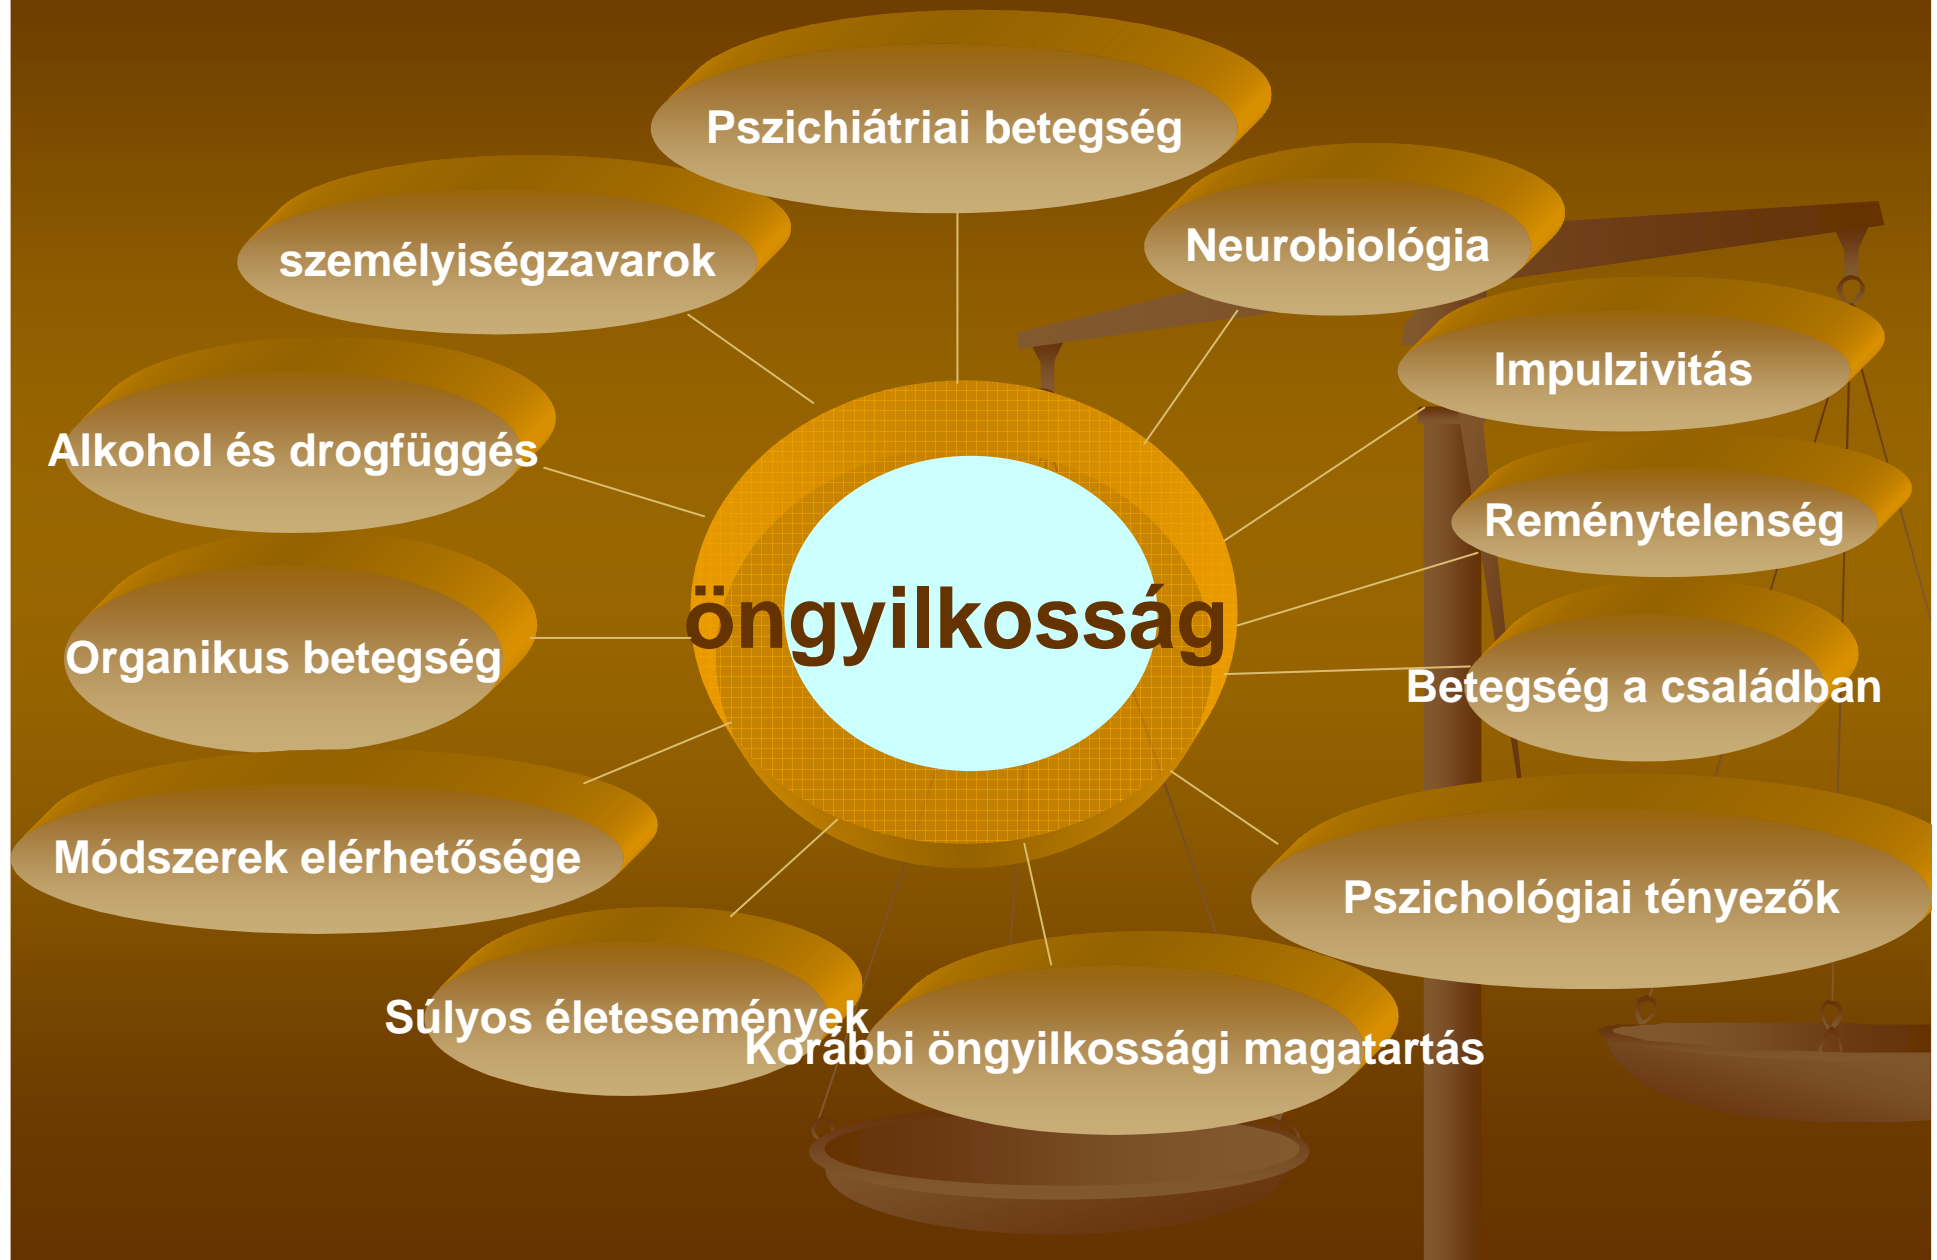 Pszichiátriai betegség
személyiségzavarok
Neurobiológia
Impulzivitás
Alkohol és drogfüggés
Reménytelenség
öngyilkosság
Organikus betegség
Betegség a családban
Módszerek elérhetősége
Pszichológiai tényezők
Súlyos életesemények
Korábbi öngyilkossági magatartás